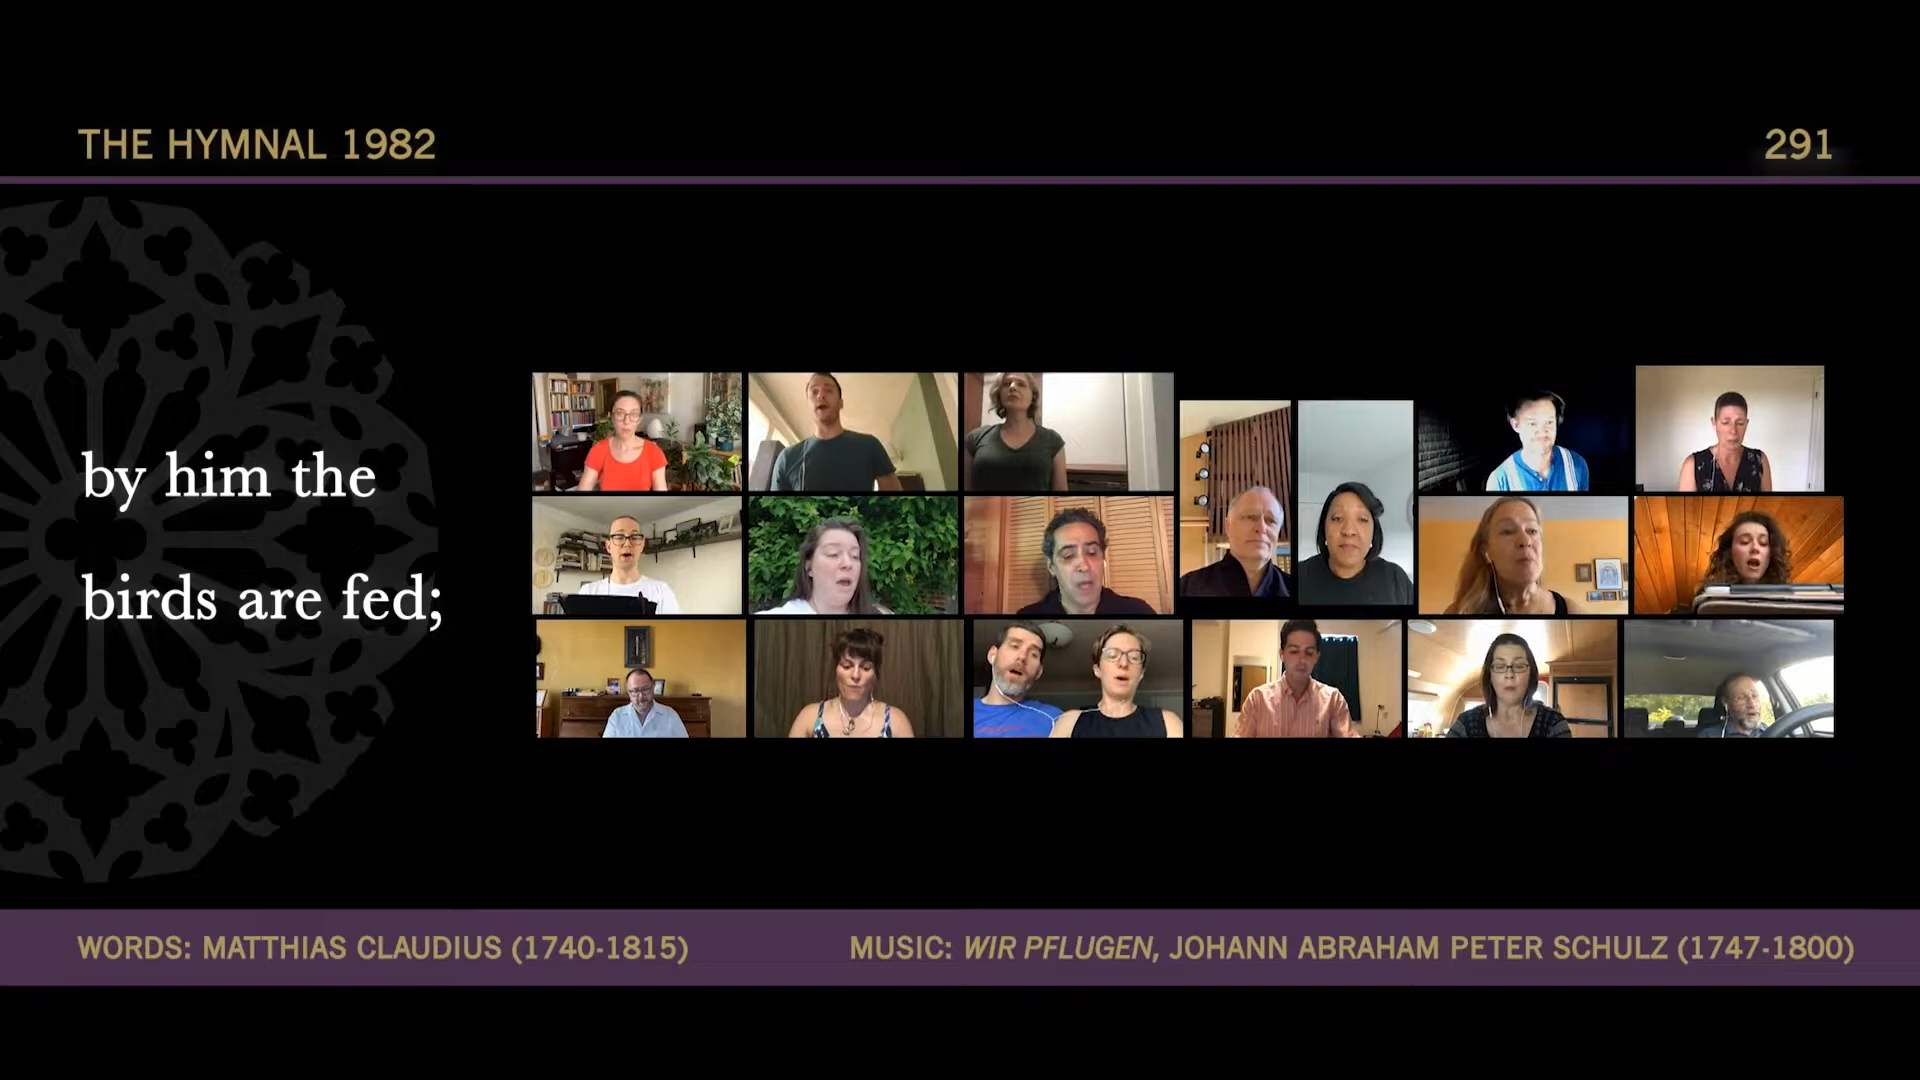 THE HYMNAL 1982
291
by him the
birds are fed;
WORDS: MATTHIAS CLAUDIUS (1740-1815)
MUSIC: WIR PFLUGEN, JOHANN ABRAHAM PETER SCHULZ (1747-1800)